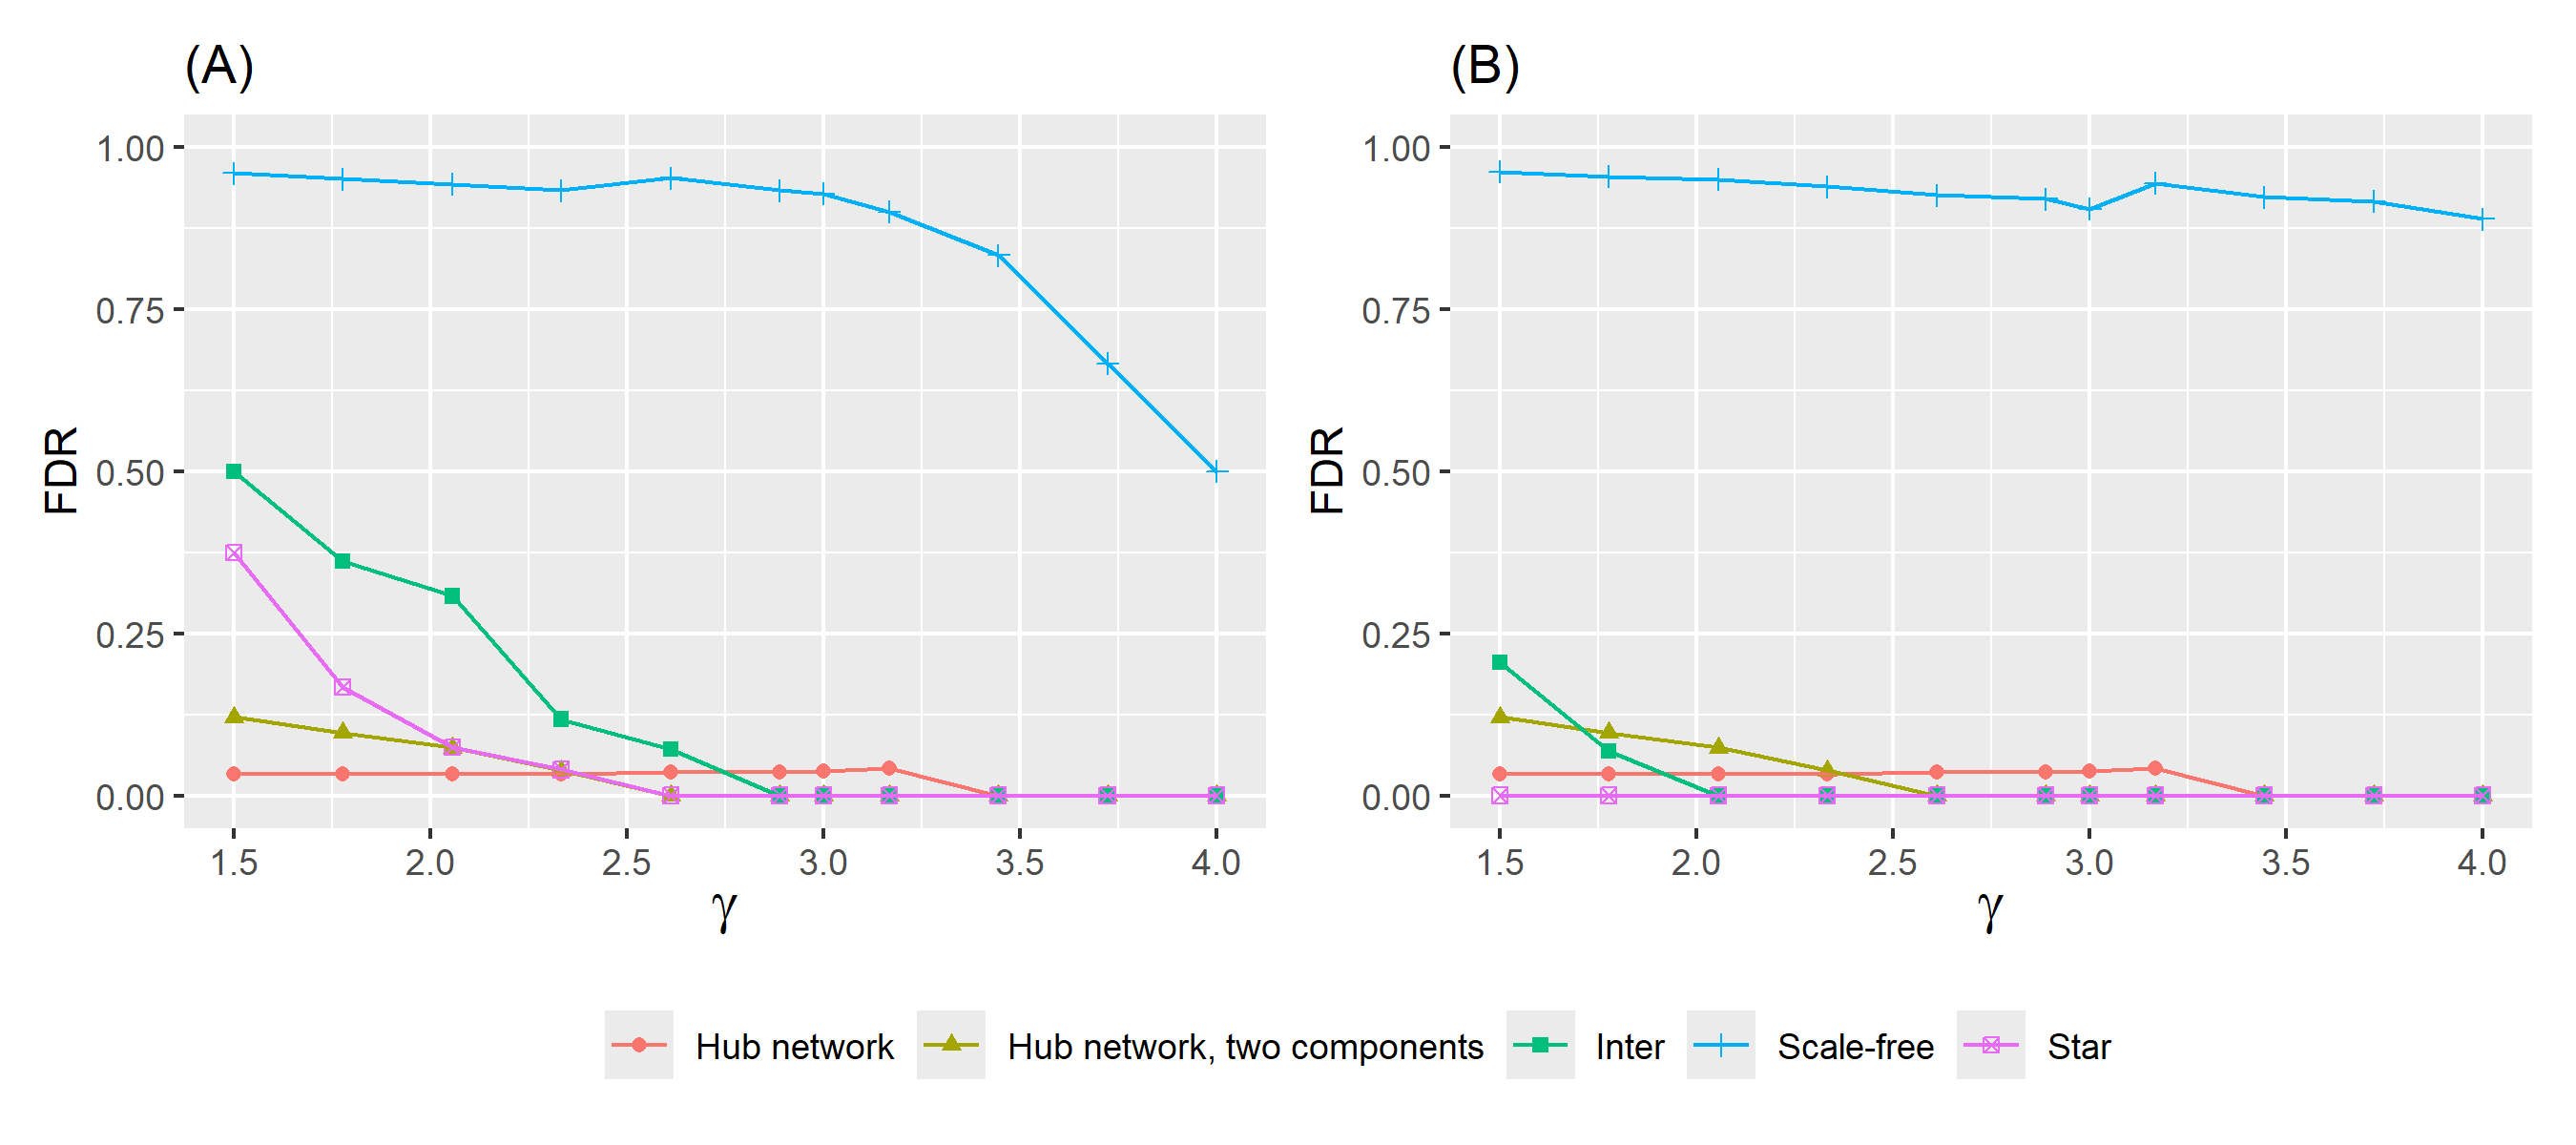 (A)
1.00
0.75
0.50
0.25
0.00
FDR
1.5 2.0 2.5 3.0 3.5 4.0
γ
(B)
1.00
0.75
0.50
0.25
0.00
FDR
1.5 2.0 2.5 3.0 3.5 4.0
γ
Hub network Hub network, two components Inter Scale-free Star